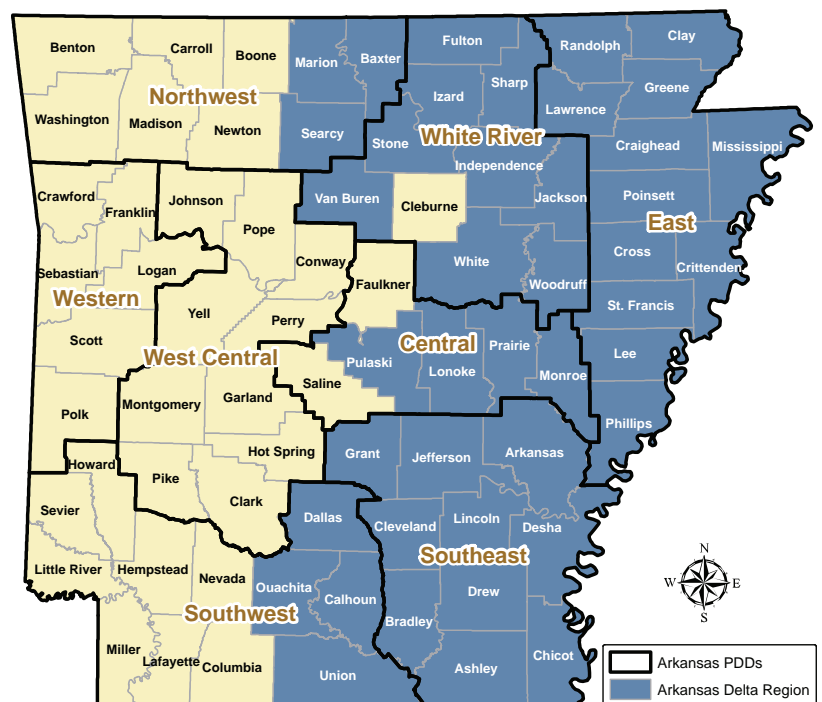 Benton
Carroll
Boone
Marion
Baxter
Fulton
Randolph
Clay
Northwest
Izard
Sharp
Greene
Lawrence
Washington
Madison
Newton
Searcy
Stone
White River
Craighead
Mississippi
Independence
Crawford
Franklin
Johnson
Pope
Van Buren
Cleburne
Jackson
Poinsett
East
Sebastian
Logan
Conway
White
Woodruff
Cross
Crittenden
Western
Faulkner
St. Francis
Yell
Perry
Scott
West Central
Central
Pulaski
Lonoke
Prairie
Monroe
Lee
Saline
Polk
Montgomery
Garland
Phillips
Howard
Pike
Hot Spring
Grant
Jefferson
Arkansas
Sevier
Clark
Dallas
Cleveland
Lincoln
Desha
Southeast
Little River
Hempstead
Nevada
Ouachita
Calhoun
Drew
Southwest
Bradley
Miller
Lafayette
Columbia
Union
Ashley
Chicot
N
W
E
S
Arkansas PDDs
Arkansas Delta Region